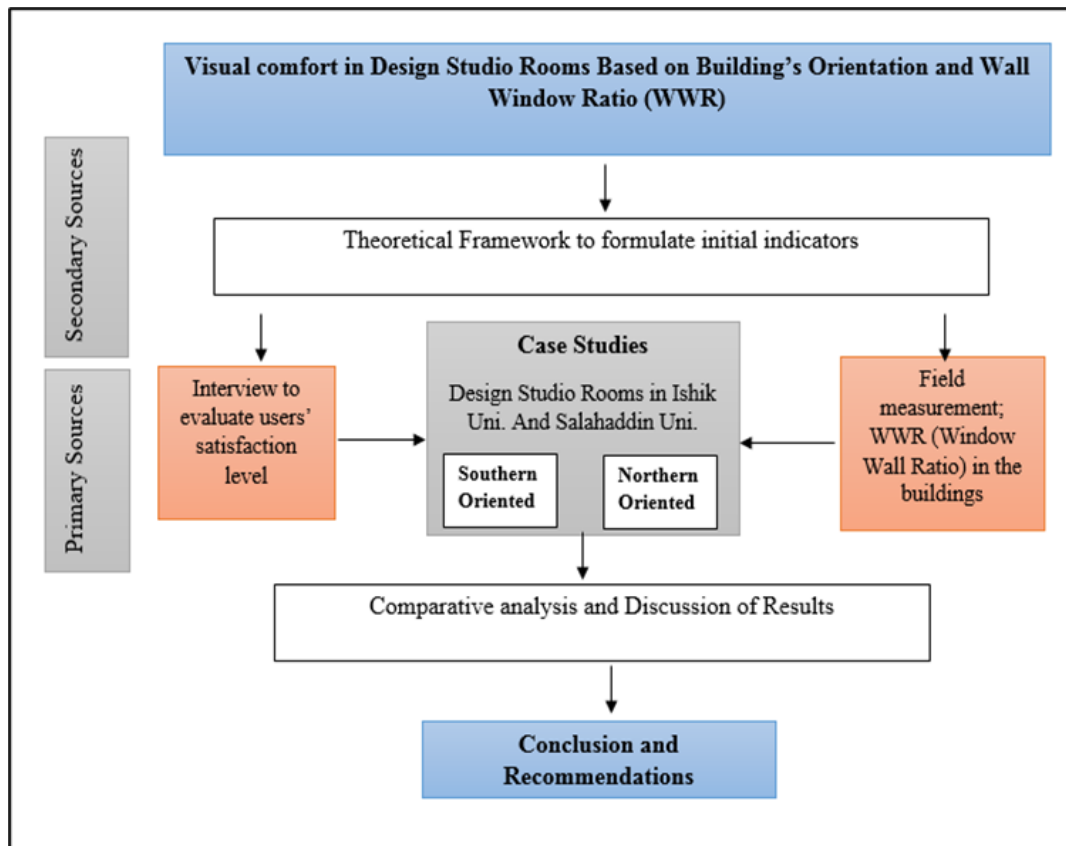 Visual comfort in Design Studio Rooms Based on Building’s Orientation and Wall
Window Ratio (WWR)
Secondary Sources
Theoretical Framework to formulate initial indicators
Primary Sources
Interview to
evaluate users’
satisfaction
level
Case Studies
Design Studio Rooms in Ishik
Uni. And Salahaddin Uni.
Southern
Oriented
Northern
Oriented
Field
measurement;
WWR (Window
Wall Ratio) in the
buildings
Comparative analysis and Discussion of Results
Conclusion and
Recommendations